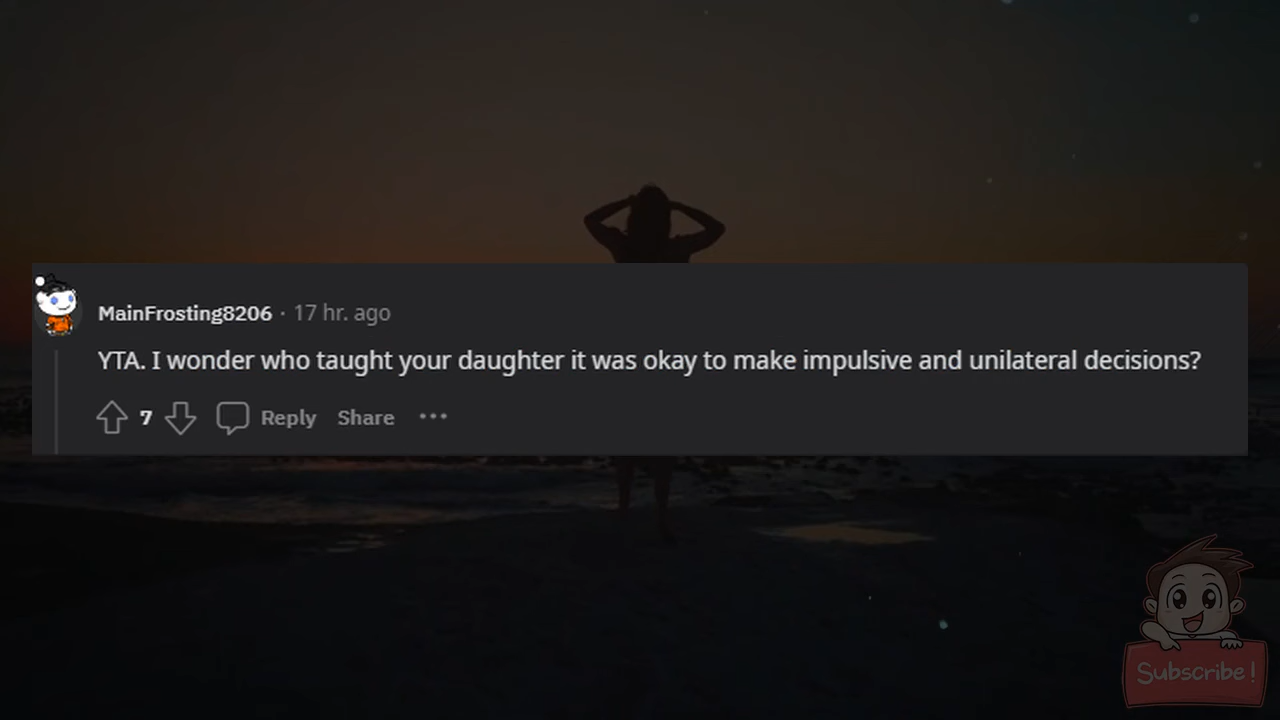 MainFrosting8206 · 17 hr. ago
YTA. I wonder who taught your daughter it was okay to make impulsive and unilateral decisions?
7 Reply Share
Subscribe!